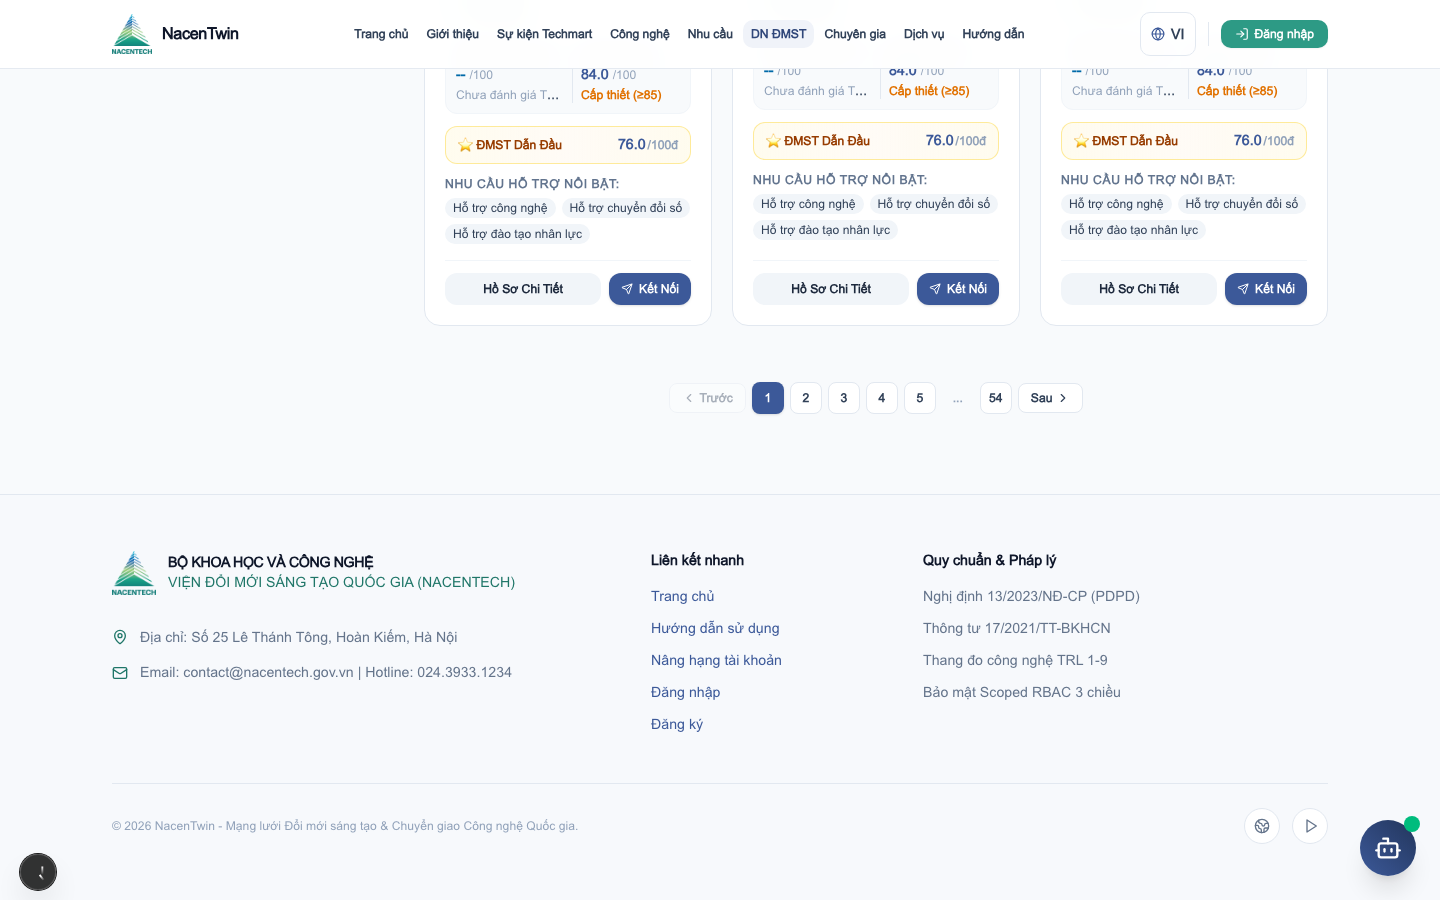 NACENTECH
NacenTwin
Trang chủ
Giới thiệu
Sự kiện Techmart
Công nghệ
Nhu cầu
DN ĐMST
Chuyên gia
Dịch vụ
Hướng dẫn
VI
Đăng nhập
-- /100
84.0 /100
Chưa đánh giá T...
Cấp thiết (≥85)
ĐMST Dẫn Đầu
76.0/100đ
NHU CẦU HỖ TRỢ NỔI BẬT:
Hỗ trợ công nghệ
Hỗ trợ chuyển đổi số
Hỗ trợ đào tạo nhân lực
Hồ Sơ Chi Tiết
Kết Nối
-- /100
84.0 /100
Chưa đánh giá T...
Cấp thiết (≥85)
ĐMST Dẫn Đầu
76.0/100đ
NHU CẦU HỖ TRỢ NỔI BẬT:
Hỗ trợ công nghệ
Hỗ trợ chuyển đổi số
Hỗ trợ đào tạo nhân lực
Hồ Sơ Chi Tiết
Kết Nối
-- /100
84.0 /100
Chưa đánh giá T...
Cấp thiết (≥85)
ĐMST Dẫn Đầu
76.0/100đ
NHU CẦU HỖ TRỢ NỔI BẬT:
Hỗ trợ công nghệ
Hỗ trợ chuyển đổi số
Hỗ trợ đào tạo nhân lực
Hồ Sơ Chi Tiết
Kết Nối
Trước
1
2
3
4
5
...
54
Sau
NACENTECH
BỘ KHOA HỌC VÀ CÔNG NGHỆ
VIỆN ĐỔI MỚI SÁNG TẠO QUỐC GIA (NACENTECH)
Địa chỉ: Số 25 Lê Thánh Tông, Hoàn Kiếm, Hà Nội
Email: contact@nacentech.gov.vn | Hotline: 024.3933.1234
Liên kết nhanh
Trang chủ
Hướng dẫn sử dụng
Nâng hạng tài khoản
Đăng nhập
Đăng ký
Quy chuẩn & Pháp lý
Nghị định 13/2023/NĐ-CP (PDPD)
Thông tư 17/2021/TT-BKHCN
Thang đo công nghệ TRL 1-9
Bảo mật Scoped RBAC 3 chiều
© 2026 NacenTwin - Mạng lưới Đổi mới sáng tạo & Chuyển giao Công nghệ Quốc gia.